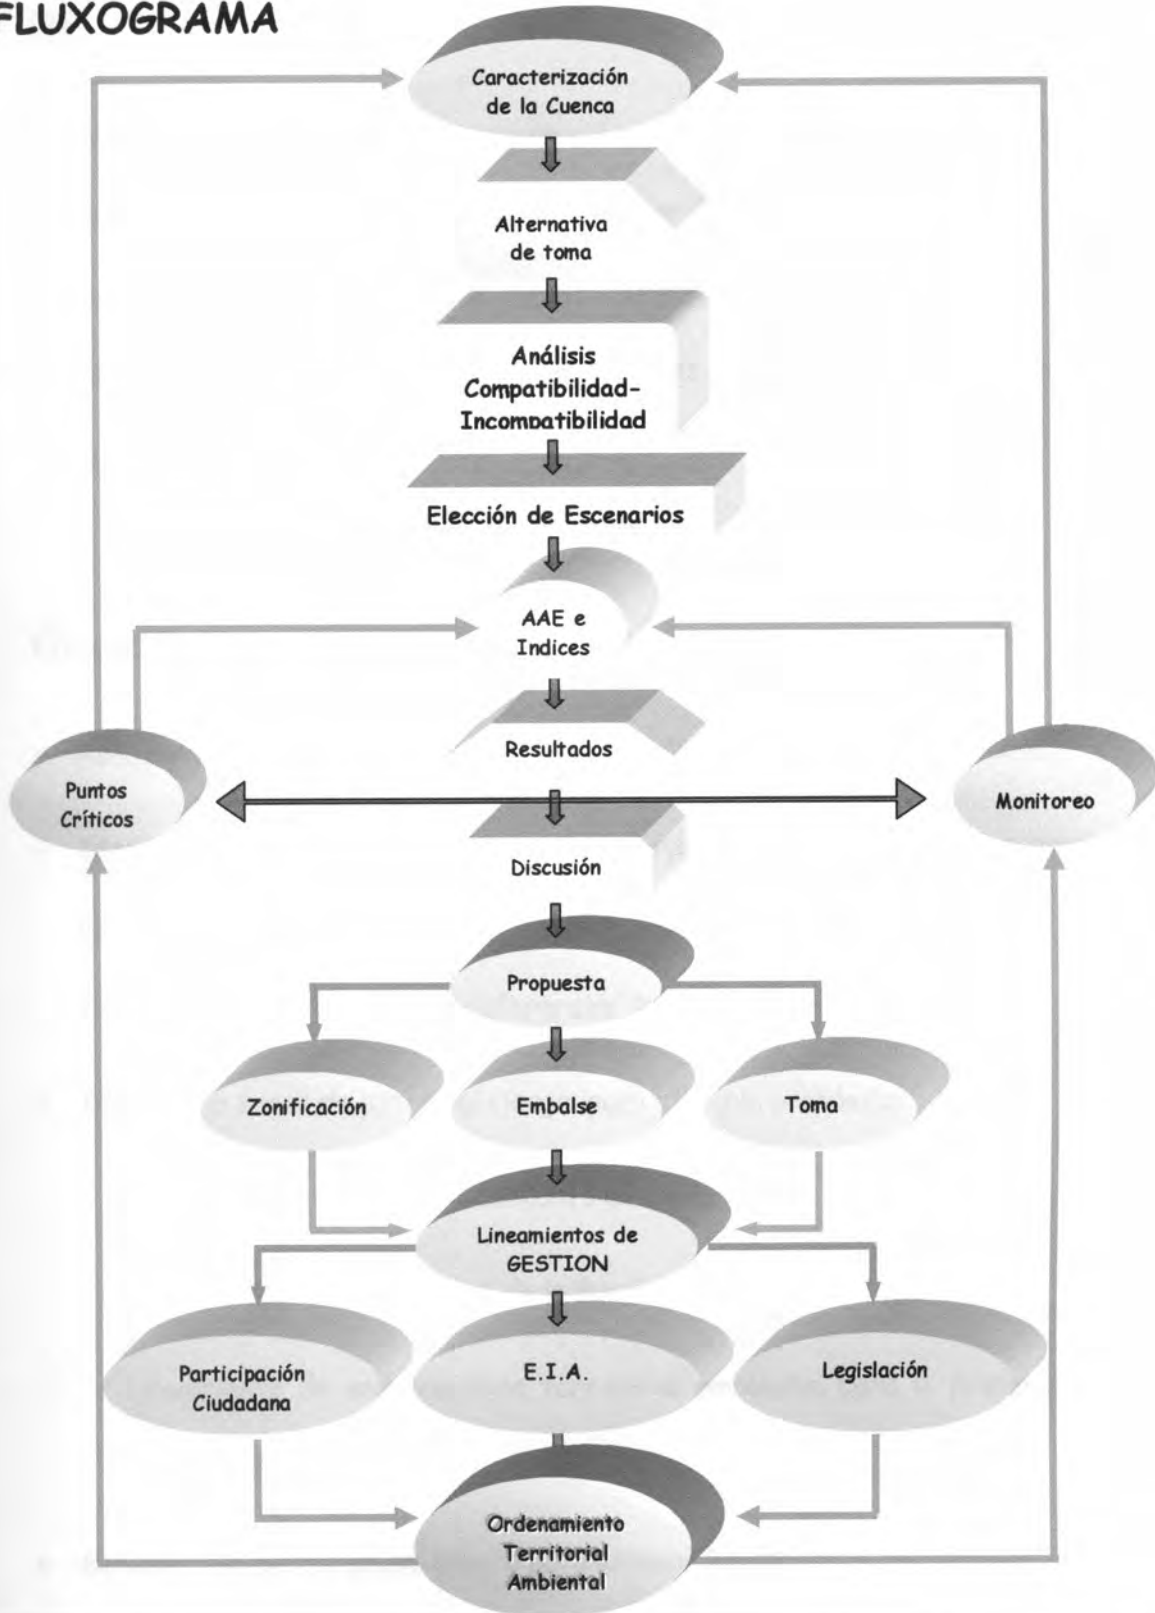 FLUXOGRAMA
Caracterización
de la Cuenca
Alternativa
de toma
Análisis
Compatibilidad-
Incompatibilidad
Elección de Escenarios
AAE e
Indices
Resultados
Puntos
Críticos
Monitoreo
Discusión
Propuesta
Zonificación
Embalse
Toma
Lineamientos de
GESTION
Participación
Ciudadana
E.I.A.
Legislación
Ordenamiento
Territorial
Ambiental